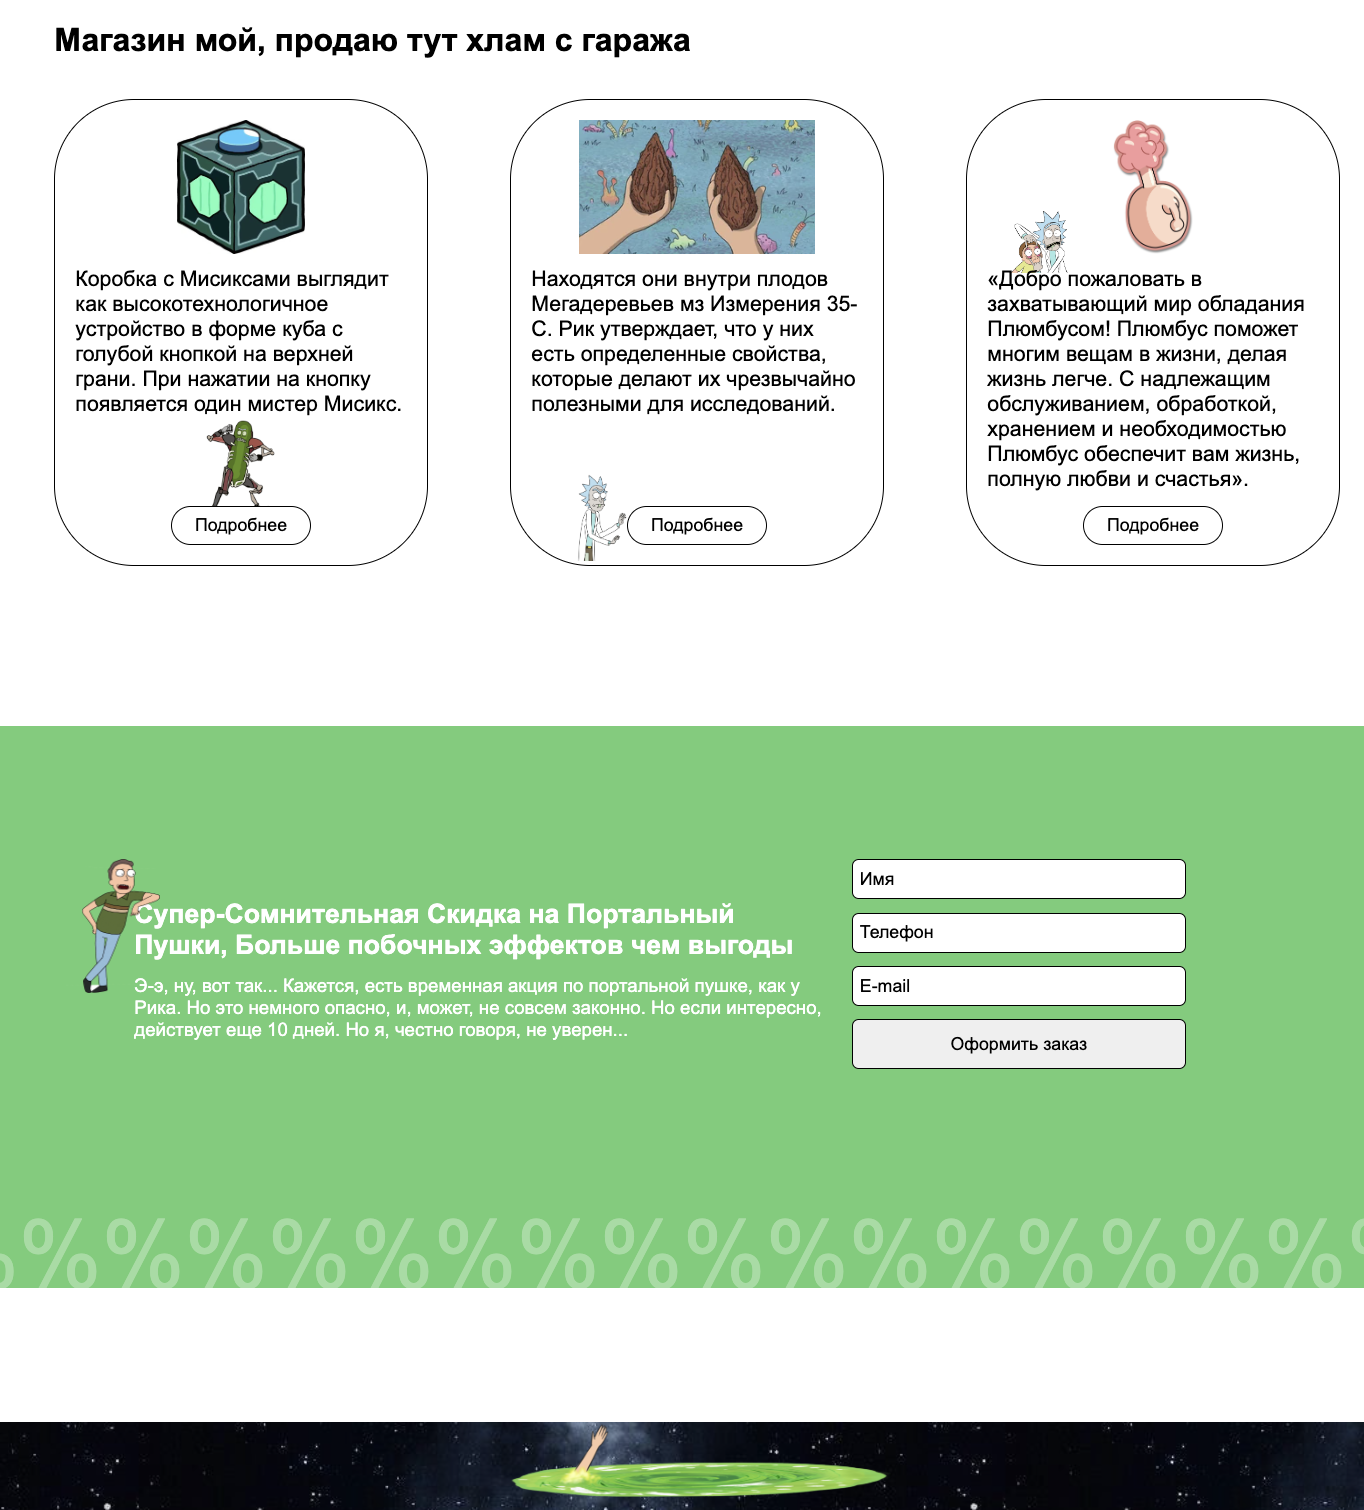 Магазин мой, продаю тут хлам с гаража
Коробка с Мисиксами выглядит
как высокотехнологичное
устройство в форме куба с
голубой кнопкой на верхней
грани. При нажатии на кнопку
появляется один мистер Мисикс.
Подробнее
Находятся они внутри плодов
Мегадеревьев мз Измерения 35-
C. Рик утверждает, что у них
есть определенные свойства,
которые делают их чрезвычайно
полезными для исследований.
Подробнее
«Добро пожаловать в
захватывающий мир обладания
Плюмбусом! Плюмбус поможет
многим вещам в жизни, делая
жизнь легче. С надлежащим
обслуживанием, обработкой,
хранением и необходимостью
Плюмбус обеспечит вам жизнь,
полную любви и счастья».
Подробнее
Супер-Сомнительная Скидка на Портальный
Пушки, Больше побочных эффектов чем выгоды
Э-э, ну, вот так... Кажется, есть временная акция по портальной пушке, как у
Рика. Но это немного опасно, и, может, не совсем законно. Но если интересно,
действует еще 10 дней. Но я, честно говоря, не уверен...
Имя
Телефон
E-mail
Оформить заказ
%%%%%%%%%%%%%%%%%%